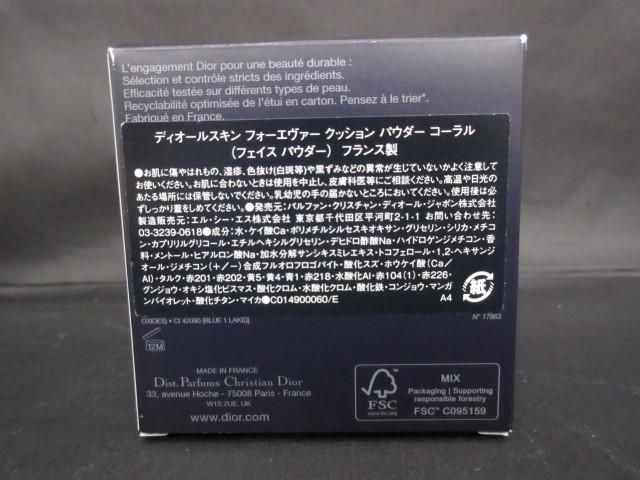 L'engagement Dior pour une beauté durable :
Sélection et contrôle stricts des ingrédients.
Efficacité testée sur différents types de peau.
Recyclabilité optimisée de l'étui en carton. Pensez à le trier*.
Fabriqué en France.
ディオールスキン フォーエヴァー クッション パウダー コーラル
(フェイス パウダー) フランス製
●お肌に傷やはれもの、湿疹、色抜け(白斑等)や黒ずみなどの異常が生じていないかよく注意して
お使いください。お肌に合わないときは使用を中止し、皮膚科医等にご相談ください。高温や日光の
あたる場所には保管しないでください。乳幼児の手の届かないところにおいてください。使用後は必
ずしっかり蓋をしめてください。●発売元:パルファン・クリスチャン・ディオール・ジャポン株式会社
製造販売元:エル・シー・エス株式会社 東京都千代田区平河町2-1-1 お問い合わせ先:
03-3239-0618●成分:水・ケイ酸Ca・ポリメチルシルセスキオキサン・グリセリン・シリカ・メチコ
ン・カプリリルグリコール・エチルヘキシルグリセリン・デヒドロ酢酸Na・ハイドロゲンジメチコン・香
料・メントール・ヒアルロン酸Na・加水分解サンシキスミレエキス・トコフェロール・1,2-ヘキサンジ
オール・ジメチコン(+/-)合成フルオロフロゴパイト・酸化スズ・ホウケイ酸(Ca/
Al)・タルク・赤201・赤202・黄5・黄4・青1・赤218・水酸化Al・赤104(1)・赤226・
グンジョウ・オキシ塩化ビスマス・酸化クロム・水酸化クロム・酸化鉄・コンジョウ・マンガ
ンバイオレット・酸化チタン・マイカ●C014900060/E
A4
紙
OXIDES) • CI 42090 (BLUE 1 LAKE)].
N° 17863
12M
MADE IN FRANCE
Dist. Parfums Christian Dior
33, avenue Hoche - 75008 Paris - France
W1S 2UE, UK
www.dior.com
FSC
www.fsc.org
MIX
Packaging | Supporting
responsible forestry
FSC™ C095159